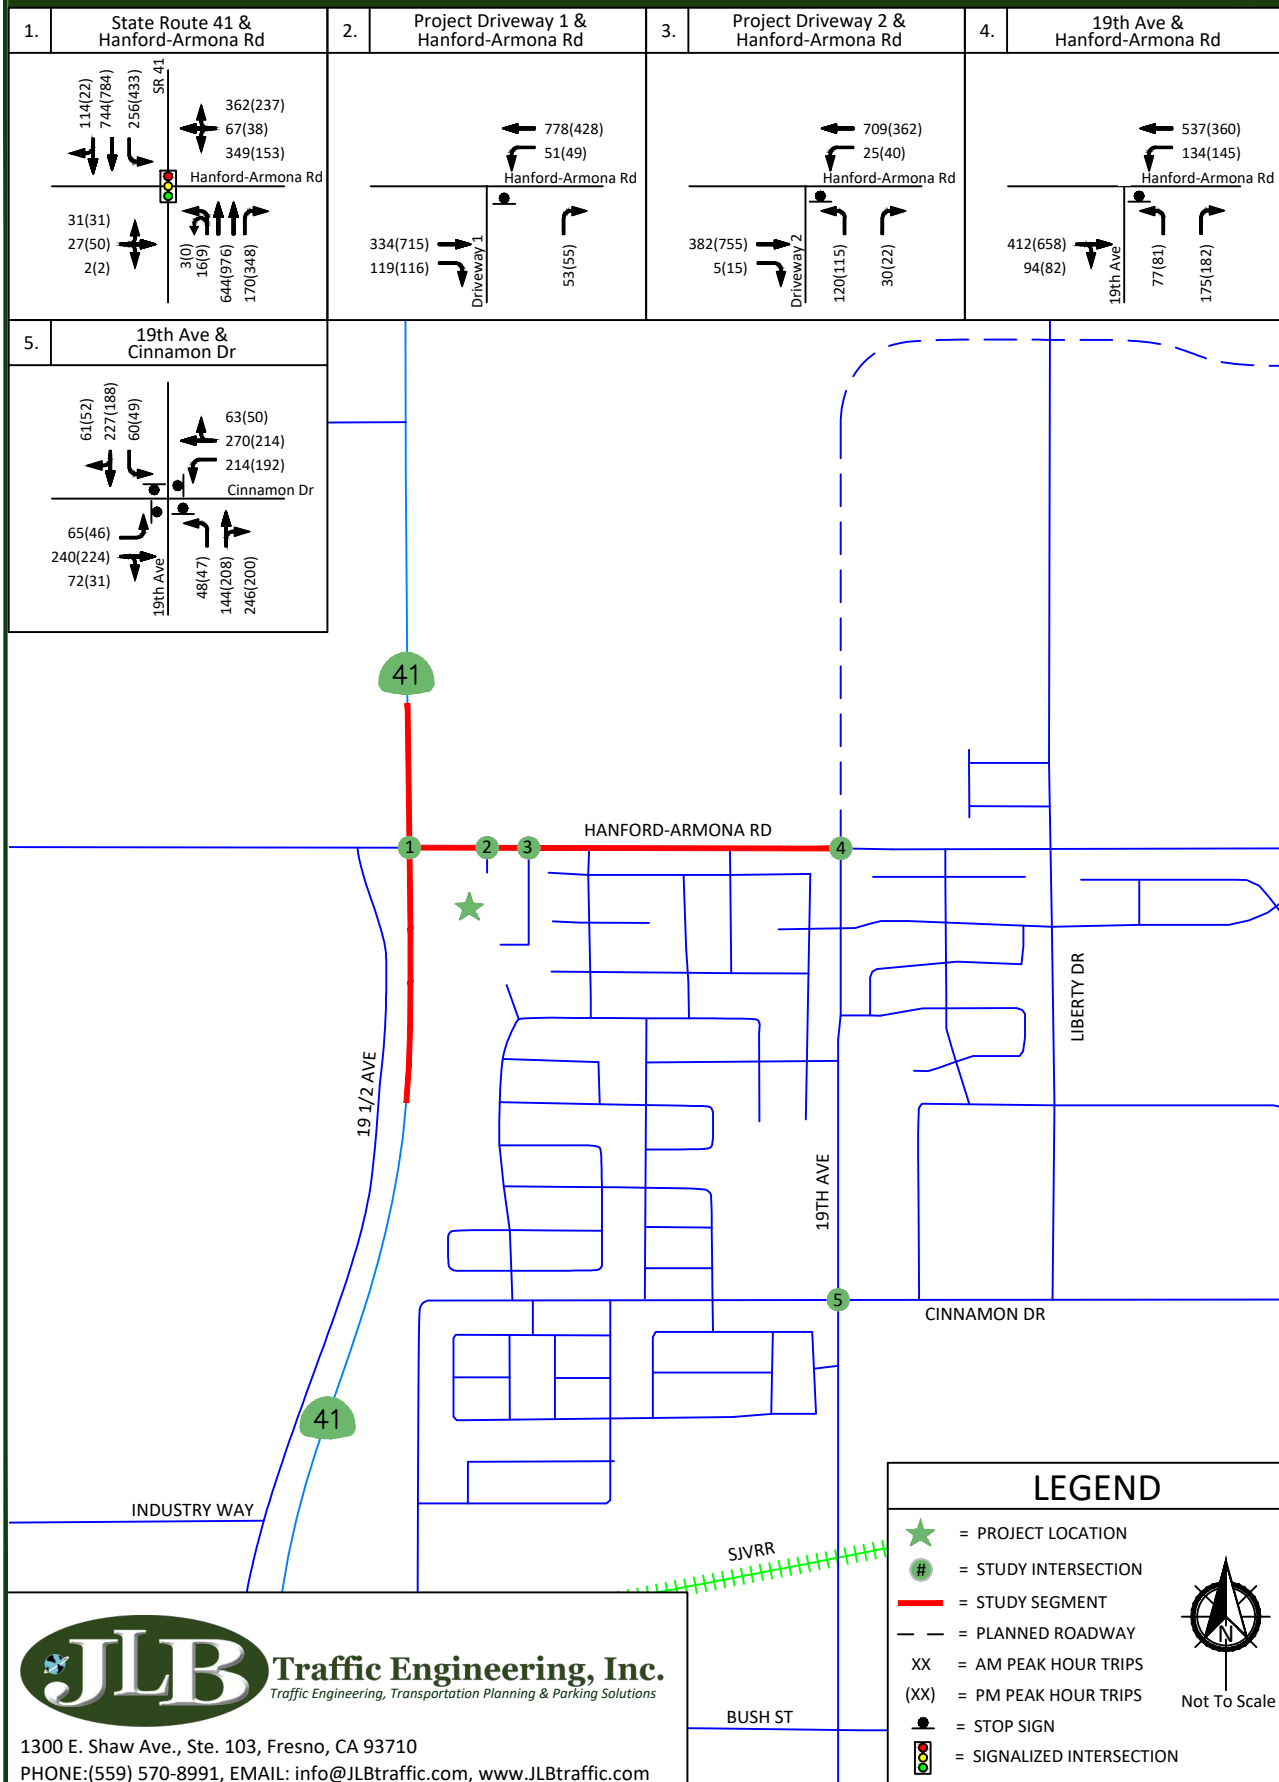 1.
State Route 41 &
Hanford-Armona Rd
114(22)
744(784)
256(433)
SR 41
362(237)
67(38)
349(153)
Hanford-Armona Rd
31(31)
27(50)
2(2)
3(0)
16(9)
644(976)
170(348)
2.
Project Driveway 1 &
Hanford-Armona Rd
778(428)
51(49)
Hanford-Armona Rd
334(715)
119(116)
Driveway 1
53(55)
3.
Project Driveway 2 &
Hanford-Armona Rd
709(362)
25(40)
Hanford-Armona Rd
382(755)
5(15)
Driveway 2
120(115)
30(22)
4.
19th Ave &
Hanford-Armona Rd
537(360)
134(145)
Hanford-Armona Rd
412(658)
94(82)
19th Ave
77(81)
175(182)
5.
19th Ave &
Cinnamon Dr
61(52)
227(188)
60(49)
63(50)
270(214)
214(192)
Cinnamon Dr
65(46)
240(224)
72(31)
19th Ave
48(47)
144(208)
246(200)
41
HANFORD-ARMONA RD
1
2
3
4
LIBERTY DR
19 1/2 AVE
19TH AVE
5
CINNAMON DR
41
INDUSTRY WAY
SJVRR
BUSH ST
LEGEND
= PROJECT LOCATION
# = STUDY INTERSECTION
= STUDY SEGMENT
= PLANNED ROADWAY
XX = AM PEAK HOUR TRIPS
(XX) = PM PEAK HOUR TRIPS
= STOP SIGN
= SIGNALIZED INTERSECTION
N
Not To Scale
JLB Traffic Engineering, Inc.
Traffic Engineering, Transportation Planning & Parking Solutions
1300 E. Shaw Ave., Ste. 103, Fresno, CA 93710
PHONE:(559) 570-8991, EMAIL: info@JLBtraffic.com, www.JLBtraffic.com